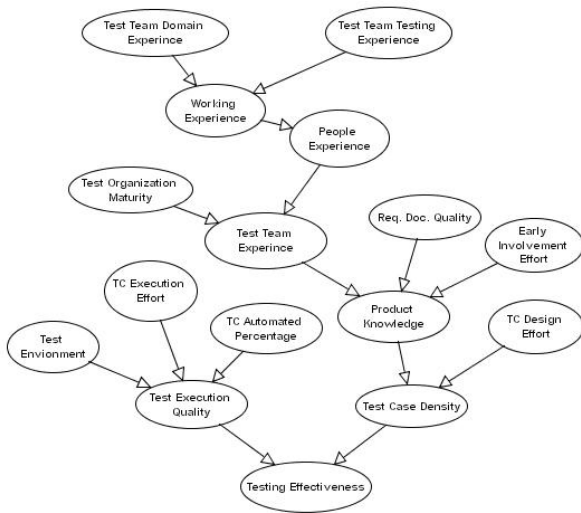 Test Team Domain
Experince
Test Team Testing
Experience
Working
Experience
People
Experience
Test Organization
Maturity
Test Team
Experince
Req. Doc. Quality
Early
Involvement
Effort
TC Execution
Effort
TC Automated
Percentage
Product
Knowledge
TC Design
Effort
Test
Envionment
Test Execution
Quality
Test Case Density
Testing Effectiveness